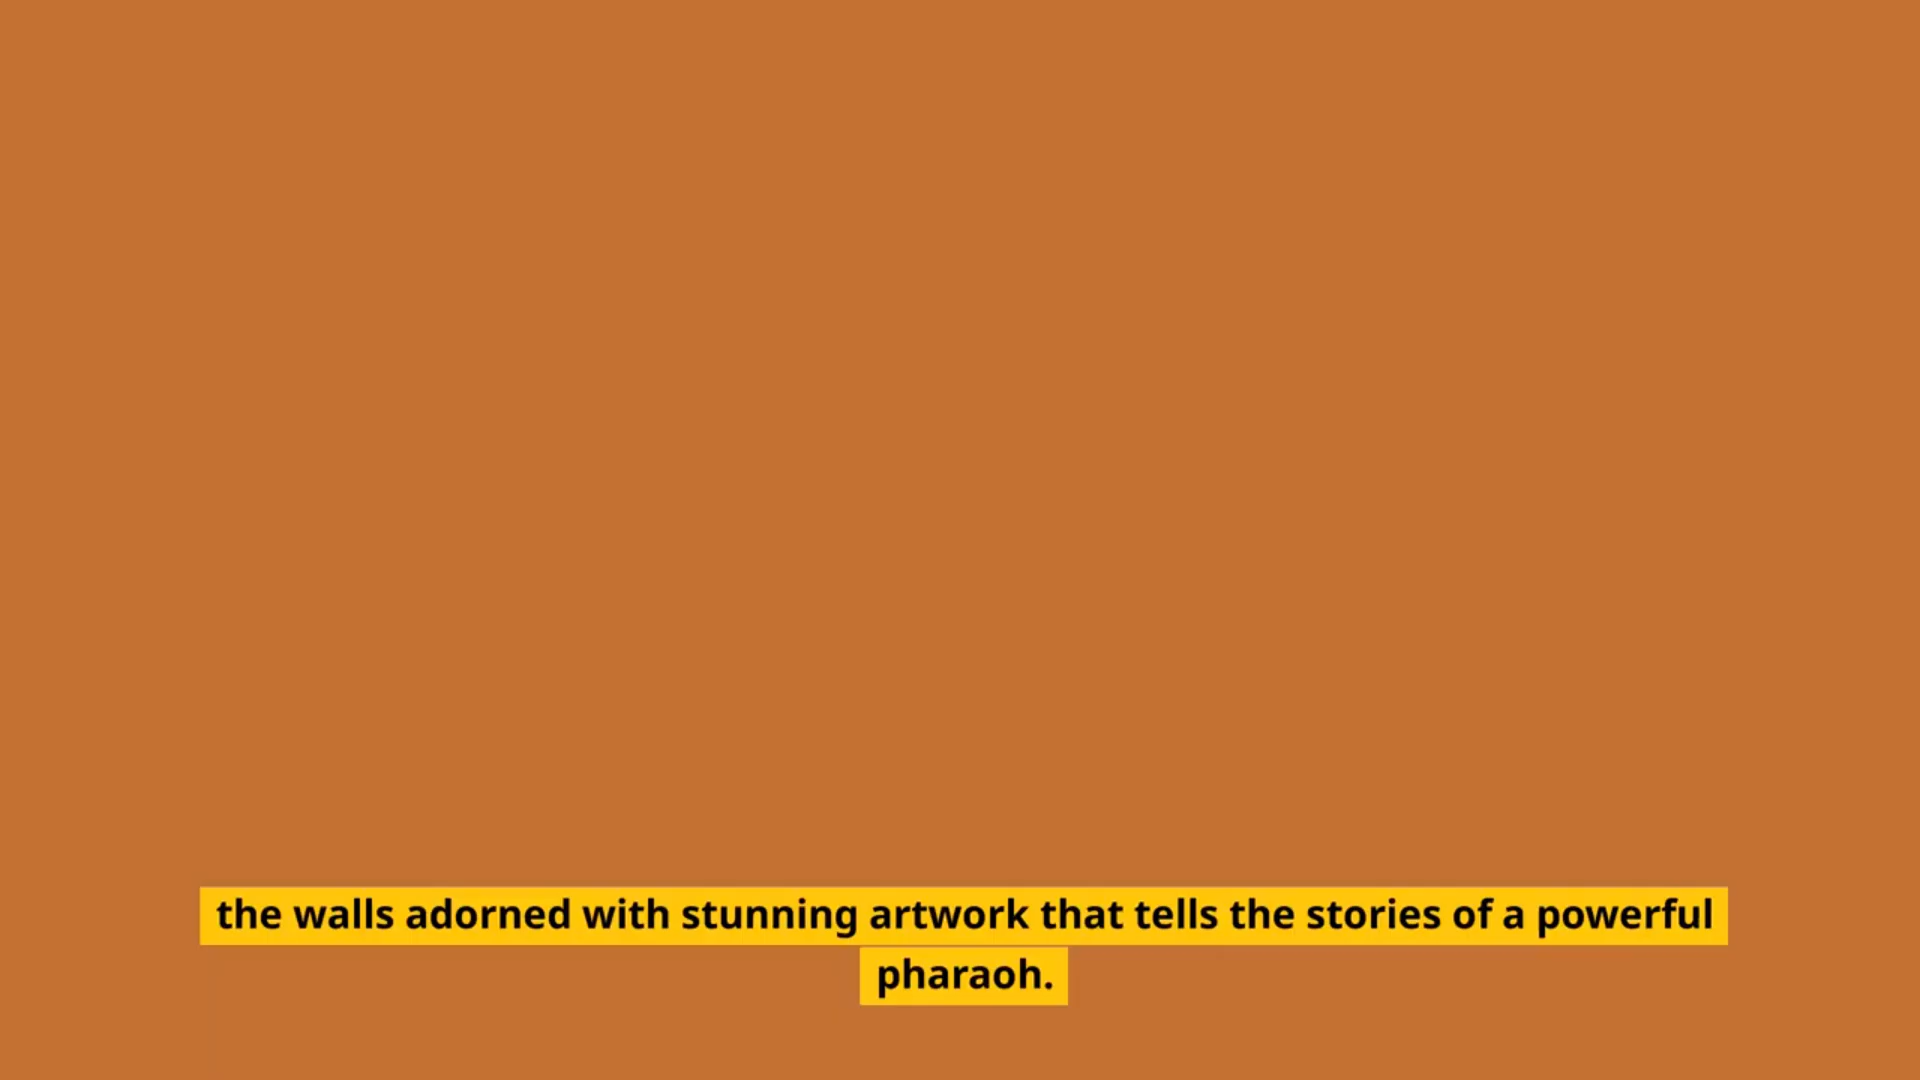 the walls adorned with stunning artwork that tells the stories of a powerful
pharaoh.